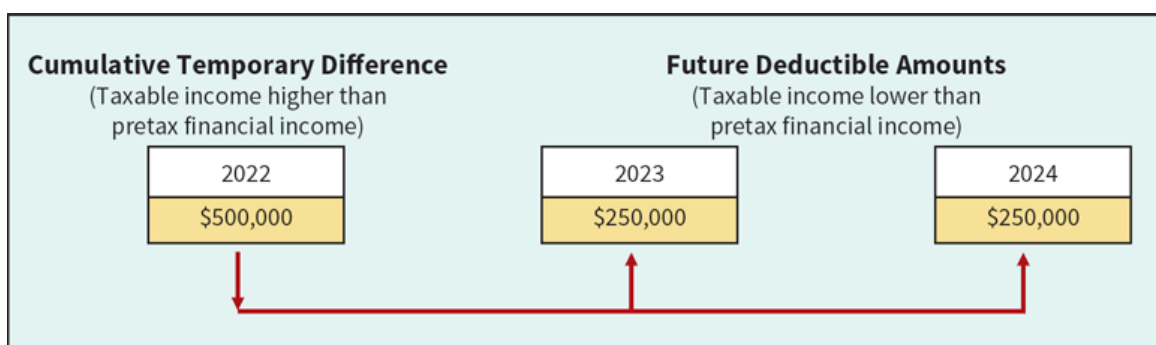 Cumulative Temporary Difference
(Taxable income higher than
pretax financial income)
Future Deductible Amounts
(Taxable income lower than
pretax financial income)
2022
$500,000
2023
$250,000
2024
$250,000